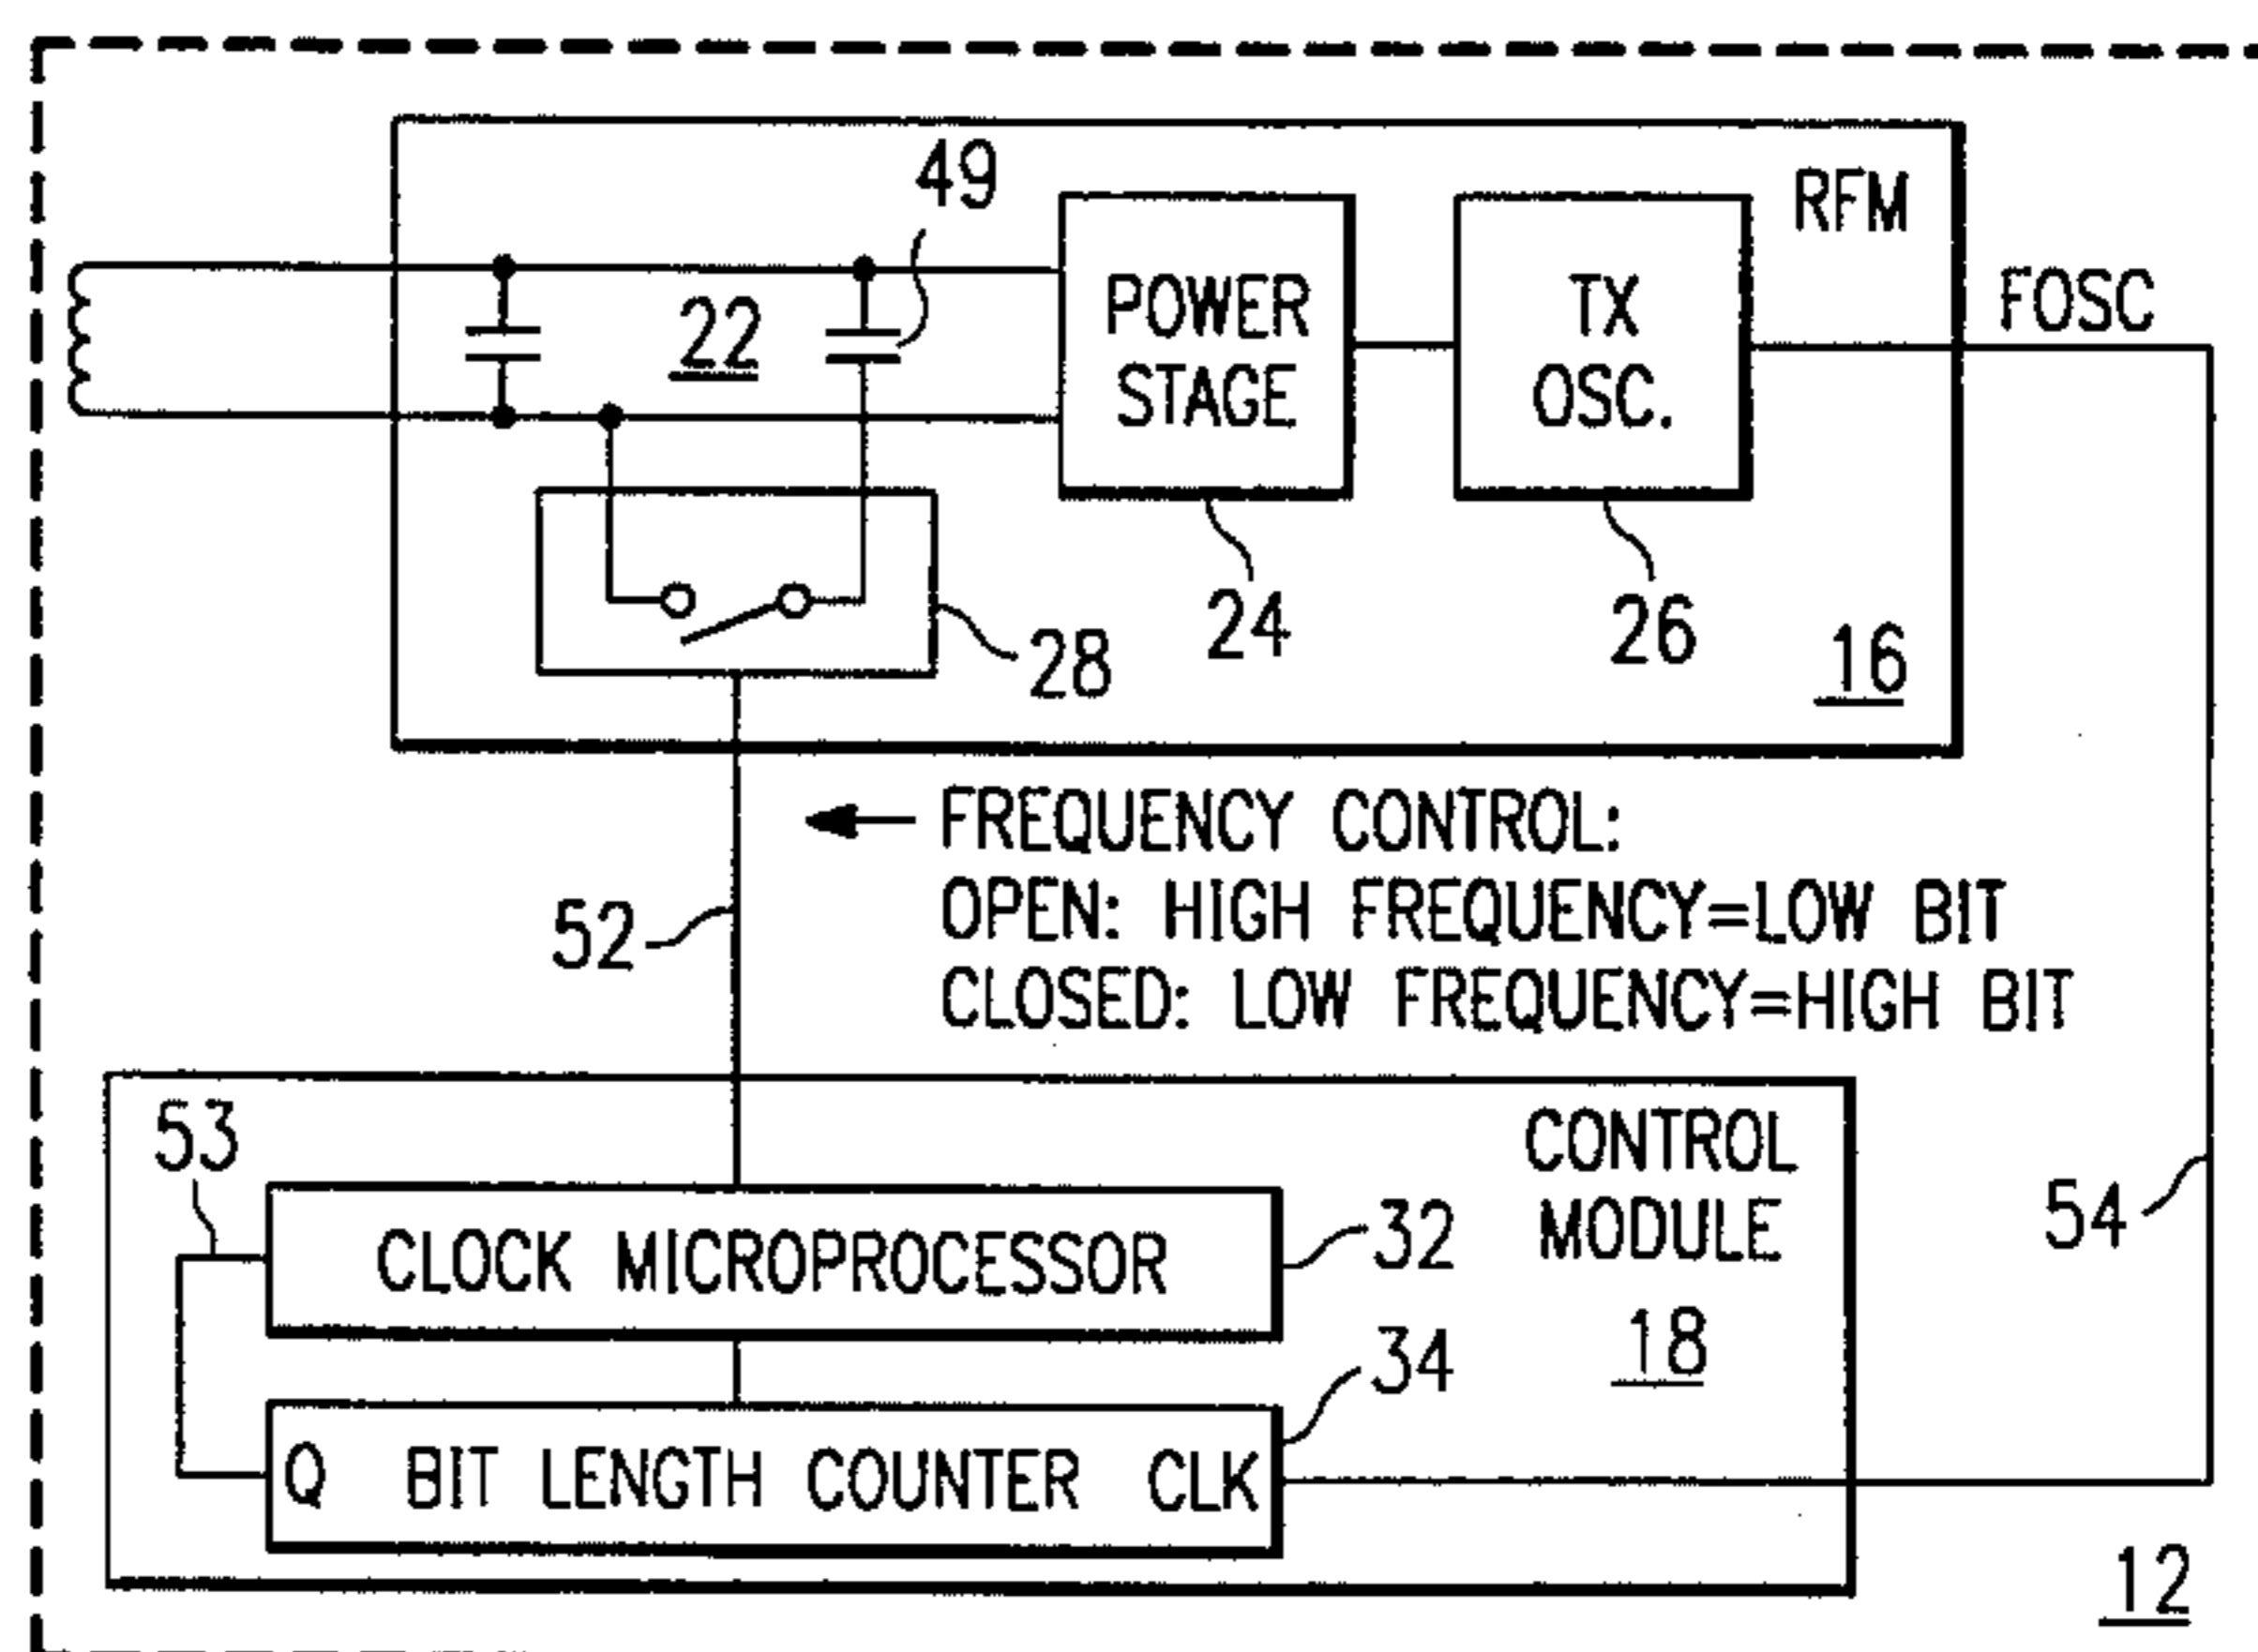 49
RFM
22
POWER
STAGE
TX
OSC.
FOSC
24
26
28
16
FREQUENCY CONTROL:
OPEN: HIGH FREQUENCY=LOW BIT
CLOSED: LOW FREQUENCY=HIGH BIT
52
53
CONTROL
MODULE
54
CLOCK MICROPROCESSOR
32
18
34
Q BIT LENGTH COUNTER CLK
12